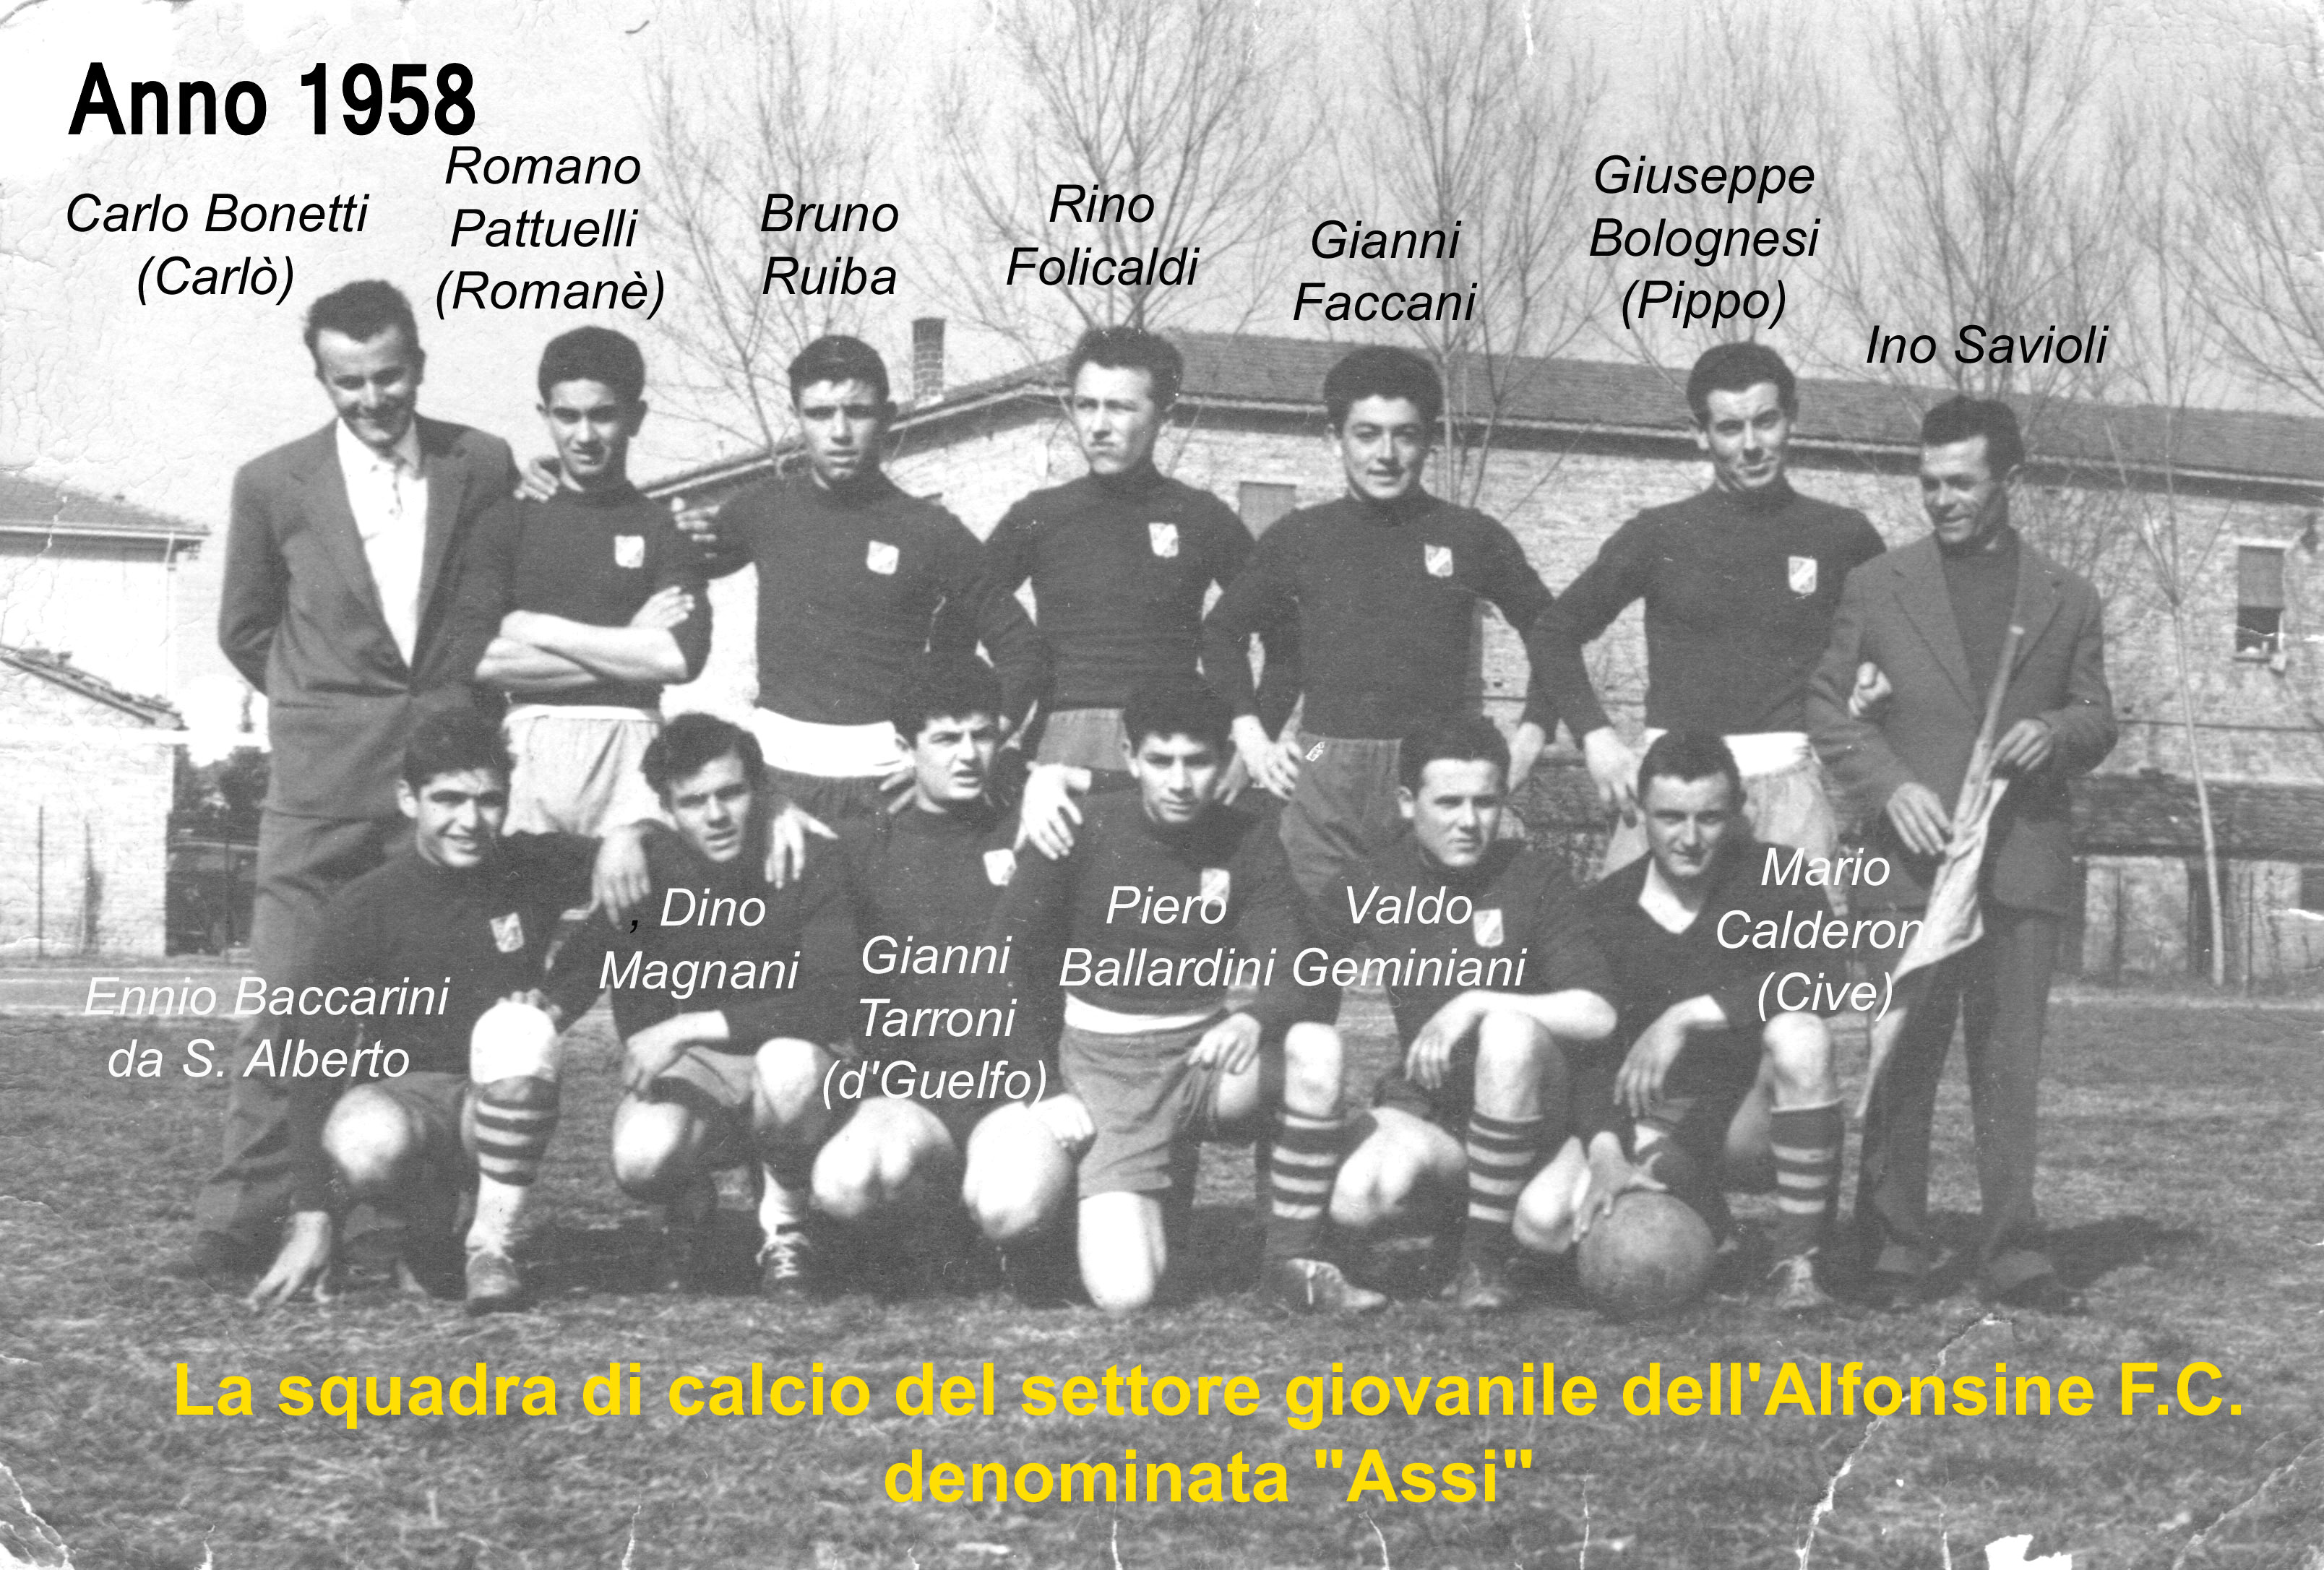 Anno 1958
Carlo Bonetti
(Carlò)
Romano
Pattuelli
(Romanè)
Bruno
Ruiba
Rino
Folicaldi
Gianni
Faccani
Giuseppe
Bolognesi
(Pippo)
Ino Savioli
Ennio Baccarini
da S. Alberto
, Dino
Magnani
Gianni
Tarroni
(d'Guelfo)
Piero
Ballardini
Valdo
Geminiani
Mario
Calderoni
(Cive)
La squadra di calcio del settore giovanile dell'Alfonsine F.C.
denominata "Assi"